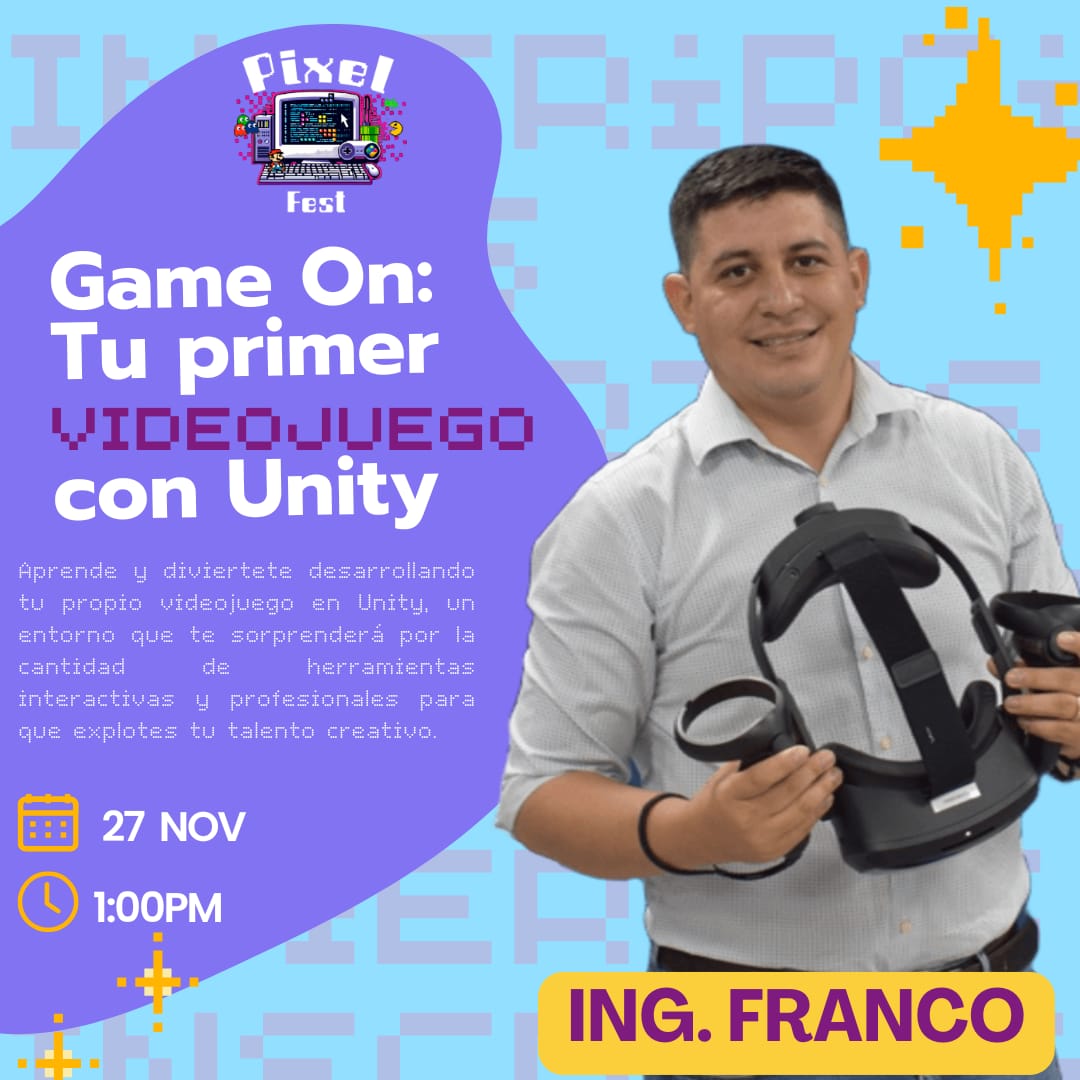 Pixel
Fest
Game On:
Tu primer
VIDEOJUEGO
con Unity
Aprende y diviertete desarrollando
tu propio videojuego en Unity, un
entorno que te sorprenderá por la
cantidad de herramientas
interactivas y profesionales para
que explotes tu talento creativo.
27 NOV
1:00PM
ING. FRANCO